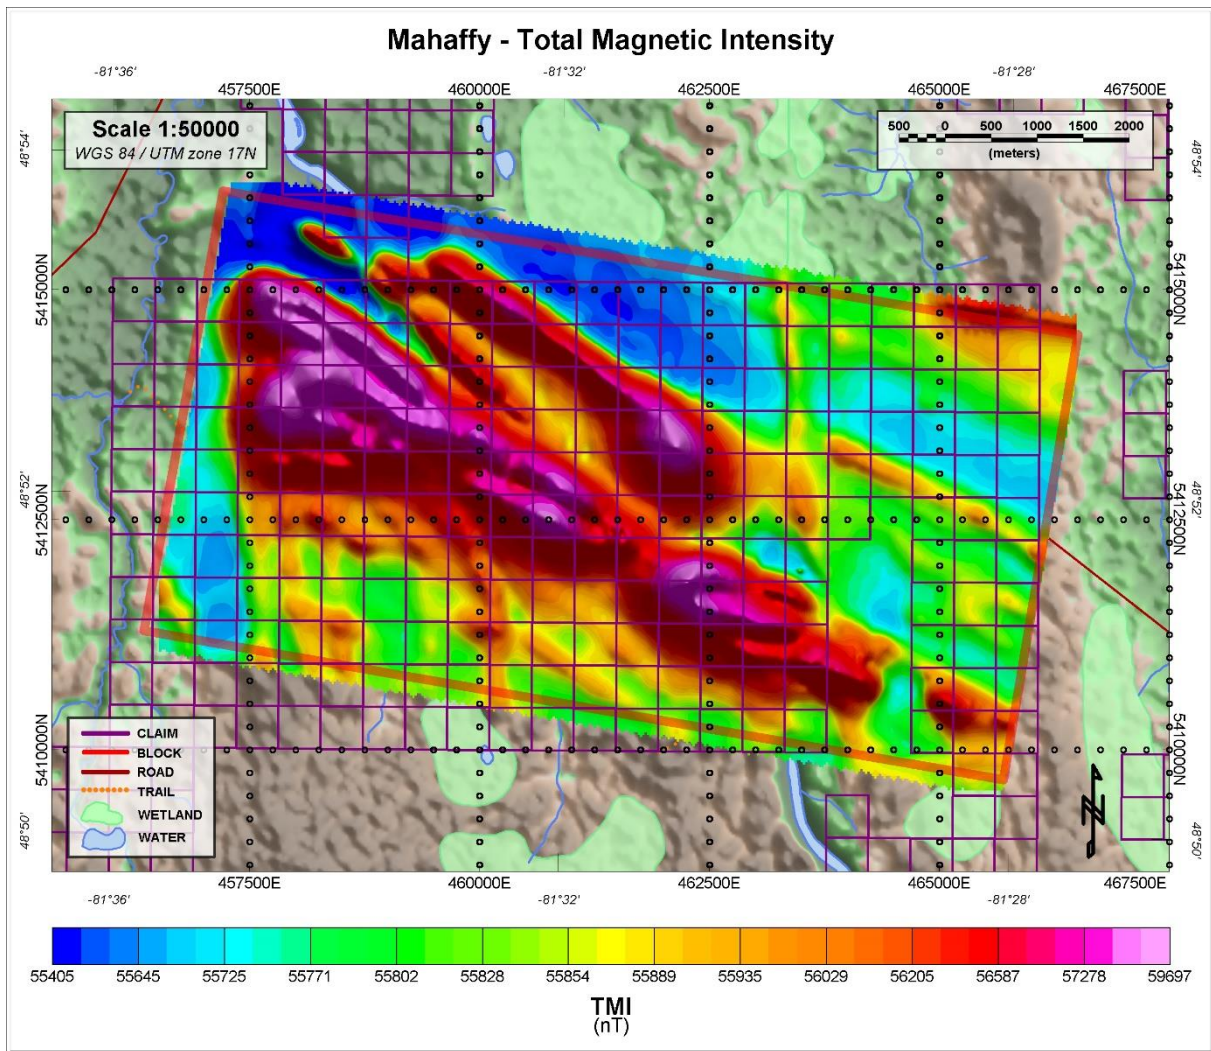 Mahaffy - Total Magnetic Intensity
-81°36' -81°32' -81°28'
457500E 460000E 462500E 465000E 467500E
Scale 1:50000
WGS 84 / UTM zone 17N
500 0 500 1000 1500 2000
(meters)
48°54' 48°54'
5415000N 5415000N
48°52' 48°52'
5412500N 5412500N
5410000N 5410000N
48°50' 48°50'
CLAIM
BLOCK
ROAD
TRAIL
WETLAND
WATER
N
457500E 460000E 462500E 465000E 467500E
-81°36' -81°32' -81°28'
55405 55645 55725 55771 55802 55828 55854 55889 55935 56029 56205 56587 57278 59697
TMI
(nT)